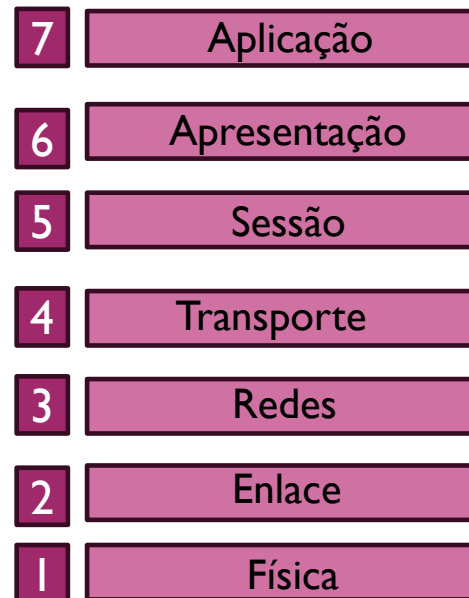 7 Aplicação
6 Apresentação
5 Sessão
4 Transporte
3 Redes
2 Enlace
1 Física